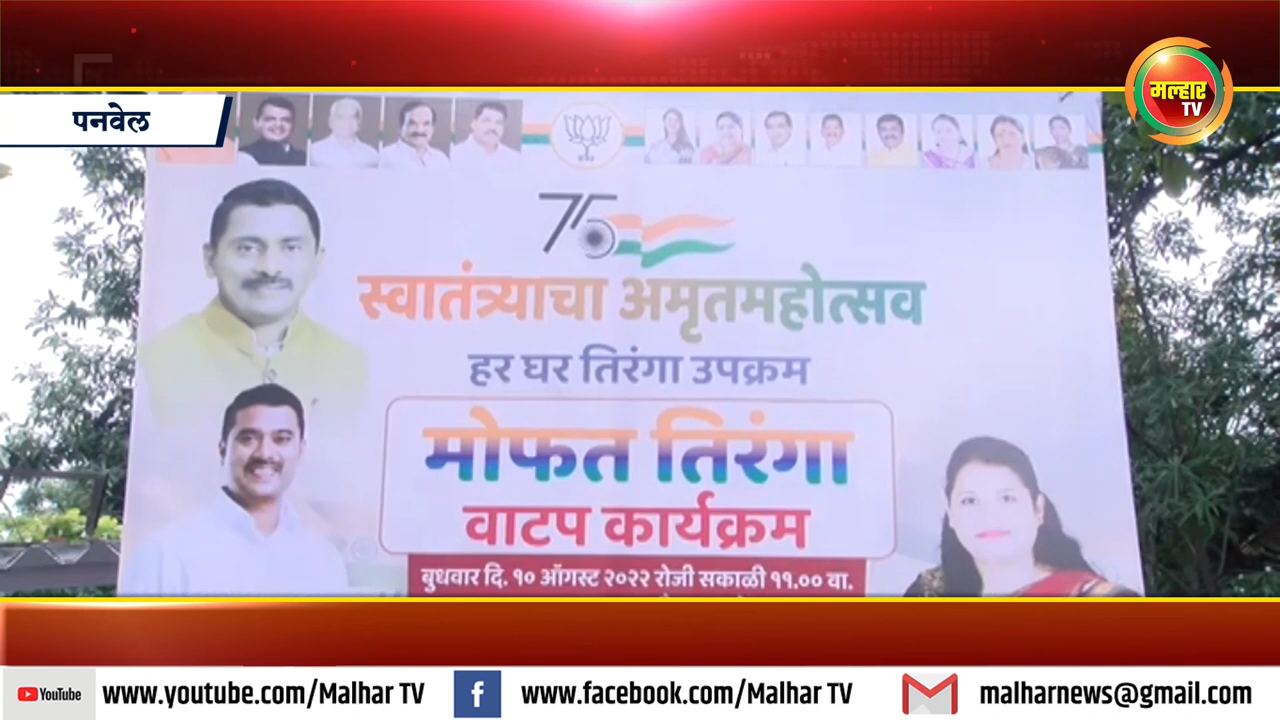 पनवेल
मल्हार
TV
75
स्वातंत्र्याचा अमृतमहोत्सव
हर घर तिरंगा उपक्रम
मोफत तिरंगा
वाटप कार्यक्रम
बुधवार दि. १० ऑगस्ट २०२२ रोजी सकाळी ११.०० वा.
YouTube www.youtube.com/Malhar TV f www.facebook.com/Malhar TV malharnews@gmail.com